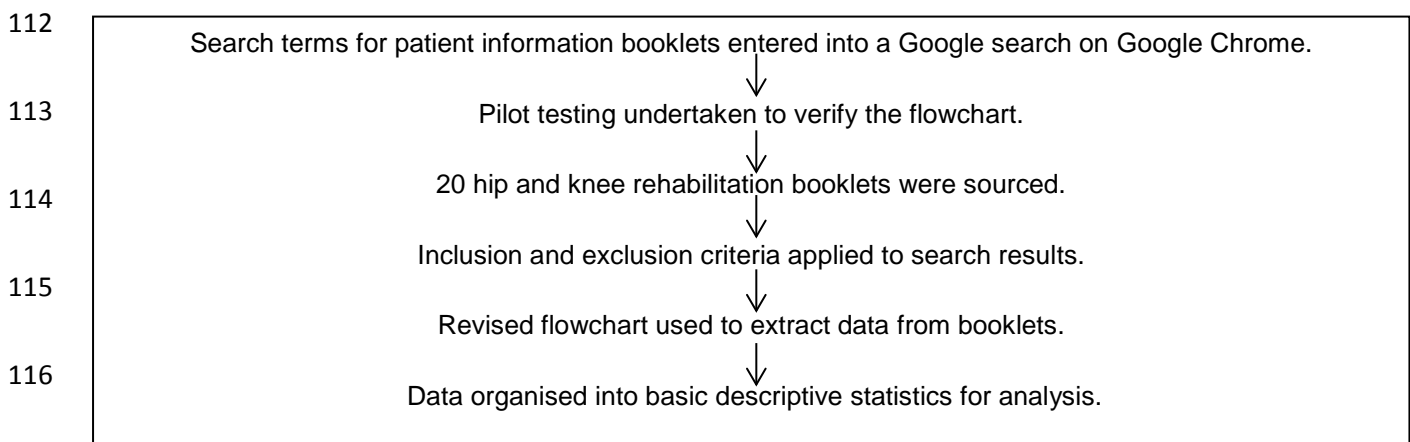 112
Search terms for patient information booklets entered into a Google search on Google Chrome.
113
Pilot testing undertaken to verify the flowchart.
20 hip and knee rehabilitation booklets were sourced.
114
Inclusion and exclusion criteria applied to search results.
115
Revised flowchart used to extract data from booklets.
116
Data organised into basic descriptive statistics for analysis.